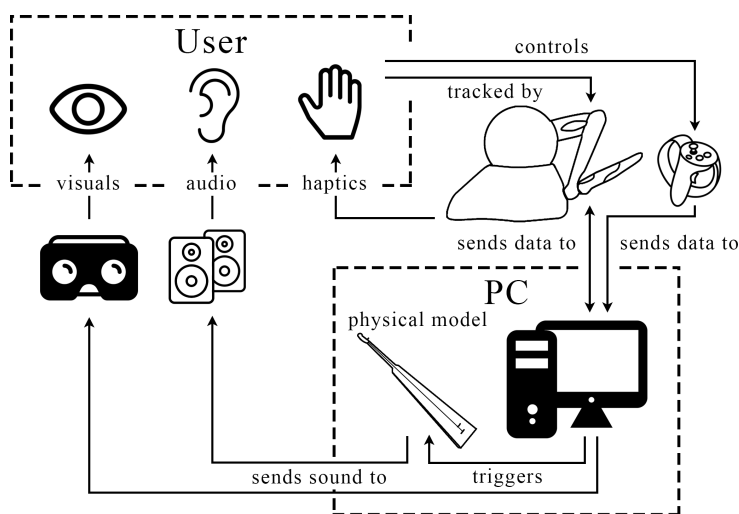 User
controls
tracked by
visuals
audio
haptics
sends data to
sends data to
PC
physical model
sends sound to
triggers